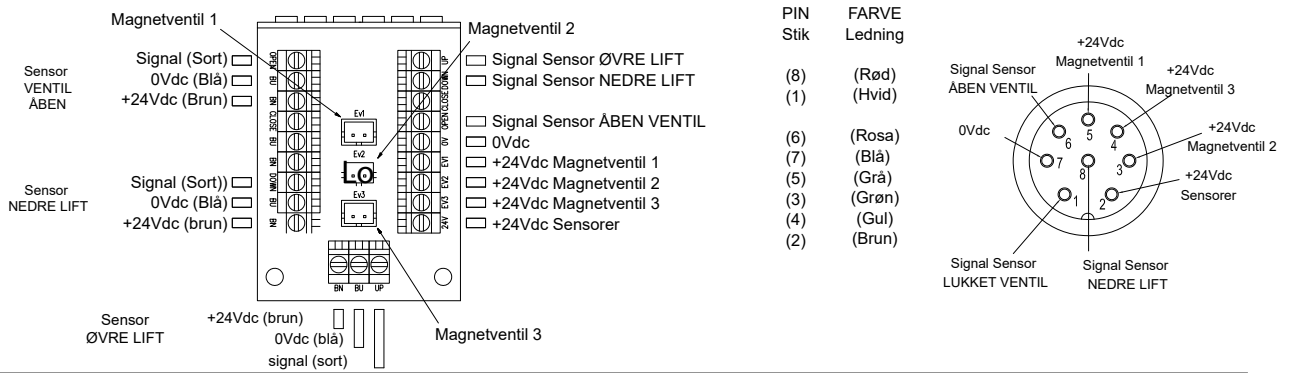 Magnetventil 1
Magnetventil 2
Sensor
VENTIL
ÅBEN
Signal (Sort)
0Vdc (Blå)
+24Vdc (Brun)
Sensor
NEDRE LIFT
Signal (Sort))
0Vdc (Blå)
+24Vdc (brun)
OPEN
BU
BN
CLOSE
BU
BN
DOWN
BU
BN
Ev1
Ev2
LO
Ev3
UP
DOWN
CLOSE
OPEN
0V
EV1
EV2
EV3
24V
BN BU UP
Signal Sensor ØVRE LIFT
Signal Sensor NEDRE LIFT
Signal Sensor ÅBEN VENTIL
0Vdc
+24Vdc Magnetventil 1
+24Vdc Magnetventil 2
+24Vdc Magnetventil 3
+24Vdc Sensorer
Sensor
ØVRE LIFT
+24Vdc (brun)
0Vdc (blå)
signal (sort)
Magnetventil 3
PIN FARVE
Stik Ledning
(8) (Rød)
(1) (Hvid)
(6) (Rosa)
(7) (Blå)
(5) (Grå)
(3) (Grøn)
(4) (Gul)
(2) (Brun)
+24Vdc
Magnetventil 1
Signal Sensor
ÅBEN VENTIL
+24Vdc
Magnetventil 3
0Vdc
+24Vdc
Magnetventil 2
+24Vdc
Sensorer
6 5 4
7 8 3
1 2
Signal Sensor
LUKKET VENTIL
Signal Sensor
NEDRE LIFT